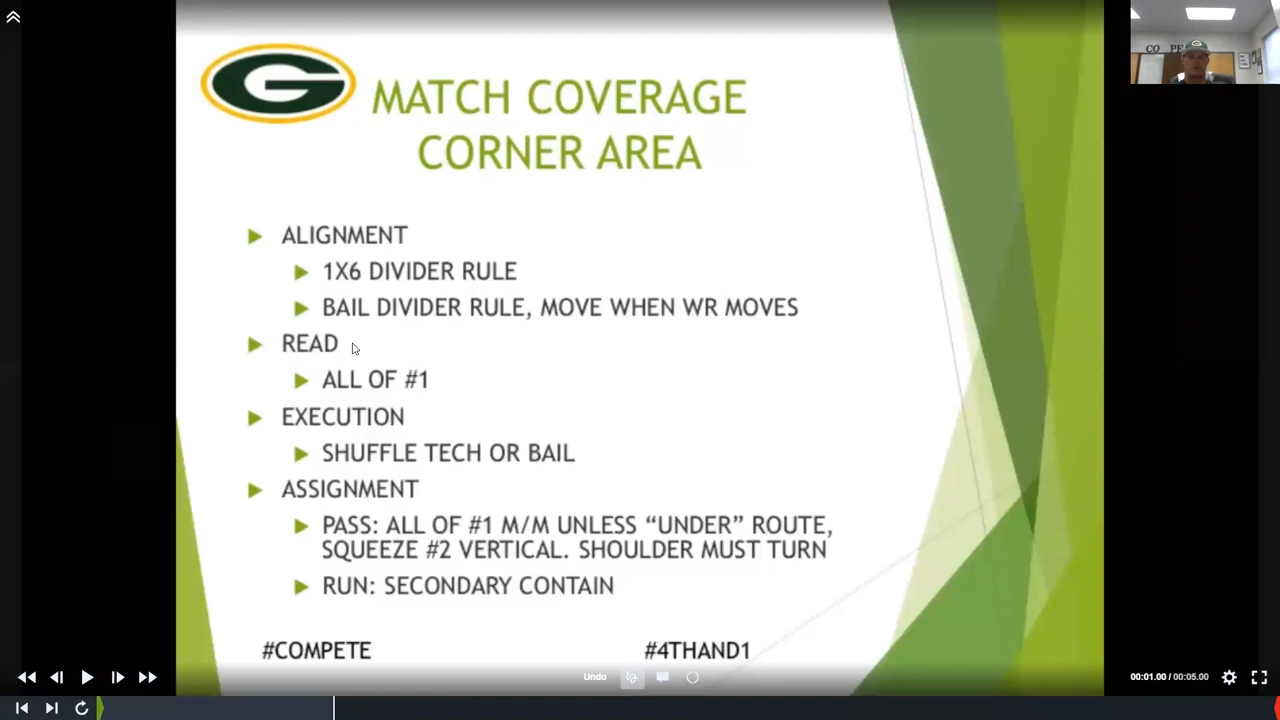 G
MATCH COVERAGE
CORNER AREA
ALIGNMENT
1X6 DIVIDER RULE
BAIL DIVIDER RULE, MOVE WHEN WR MOVES
READ
ALL OF #1
EXECUTION
SHUFFLE TECH OR BAIL
ASSIGNMENT
PASS: ALL OF #1 M/M UNLESS “UNDER” ROUTE,
SQUEEZE #2 VERTICAL. SHOULDER MUST TURN
RUN: SECONDARY CONTAIN
#COMPETE #4THAND1
Undo
00:01.00 / 00:05.00